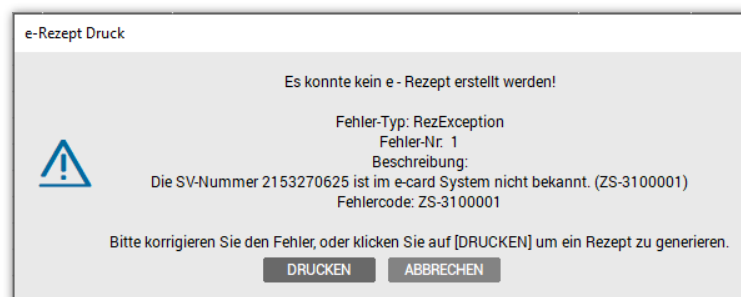 e-Rezept Druck
Es konnte kein e - Rezept erstellt werden!
Fehler-Typ: RezException
Fehler-Nr: 1
Beschreibung:
Die SV-Nummer 2153270625 ist im e-card System nicht bekannt. (ZS-3100001)
Fehlercode: ZS-3100001
Bitte korrigieren Sie den Fehler, oder klicken Sie auf [DRUCKEN] um ein Rezept zu generieren.
DRUCKEN ABBRECHEN